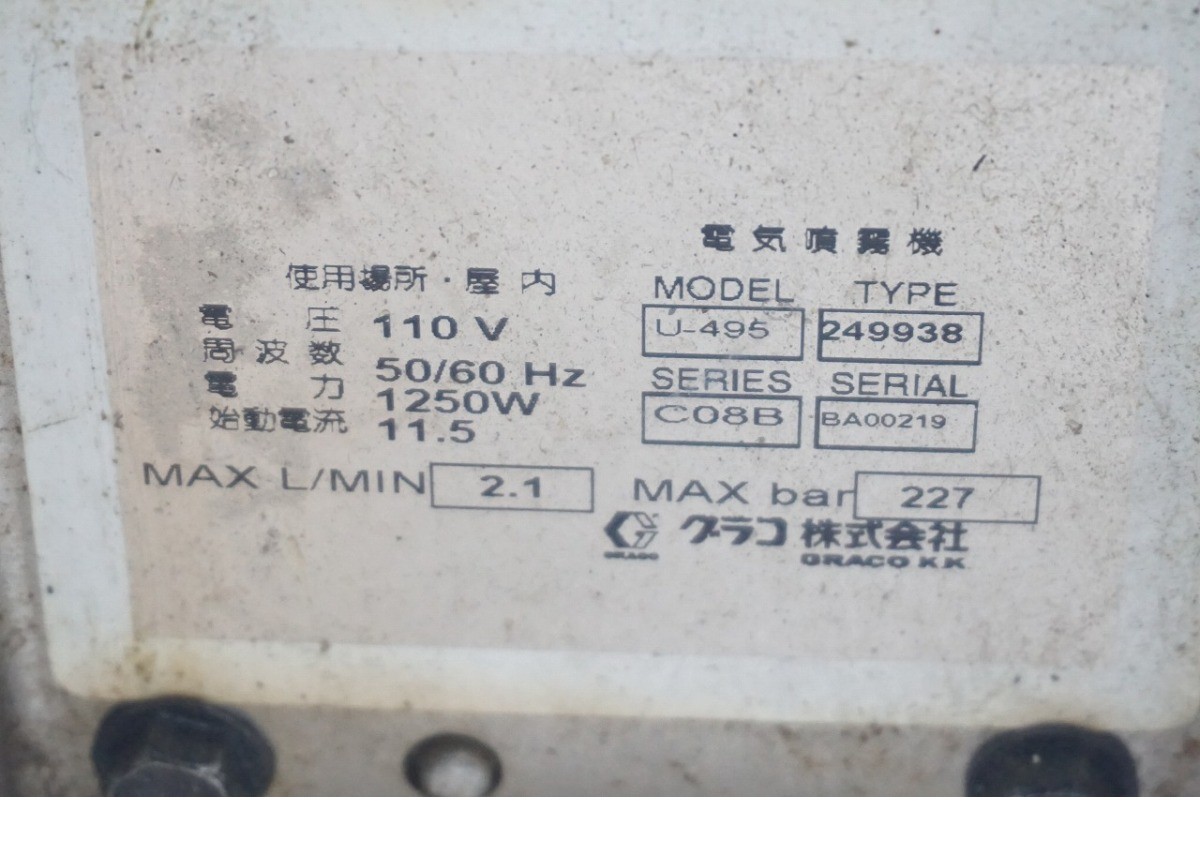 電気噴霧機
使用場所・屋内
MODEL TYPE
電圧 110 V
U-495 249938
周波数 50/60 Hz
SERIES SERIAL
電力 1250W
C08B BA00219
始動電流 11.5
MAX L/MIN 2.1 MAX bar 227
グラコ 株式会社
GRACO GRACO K K